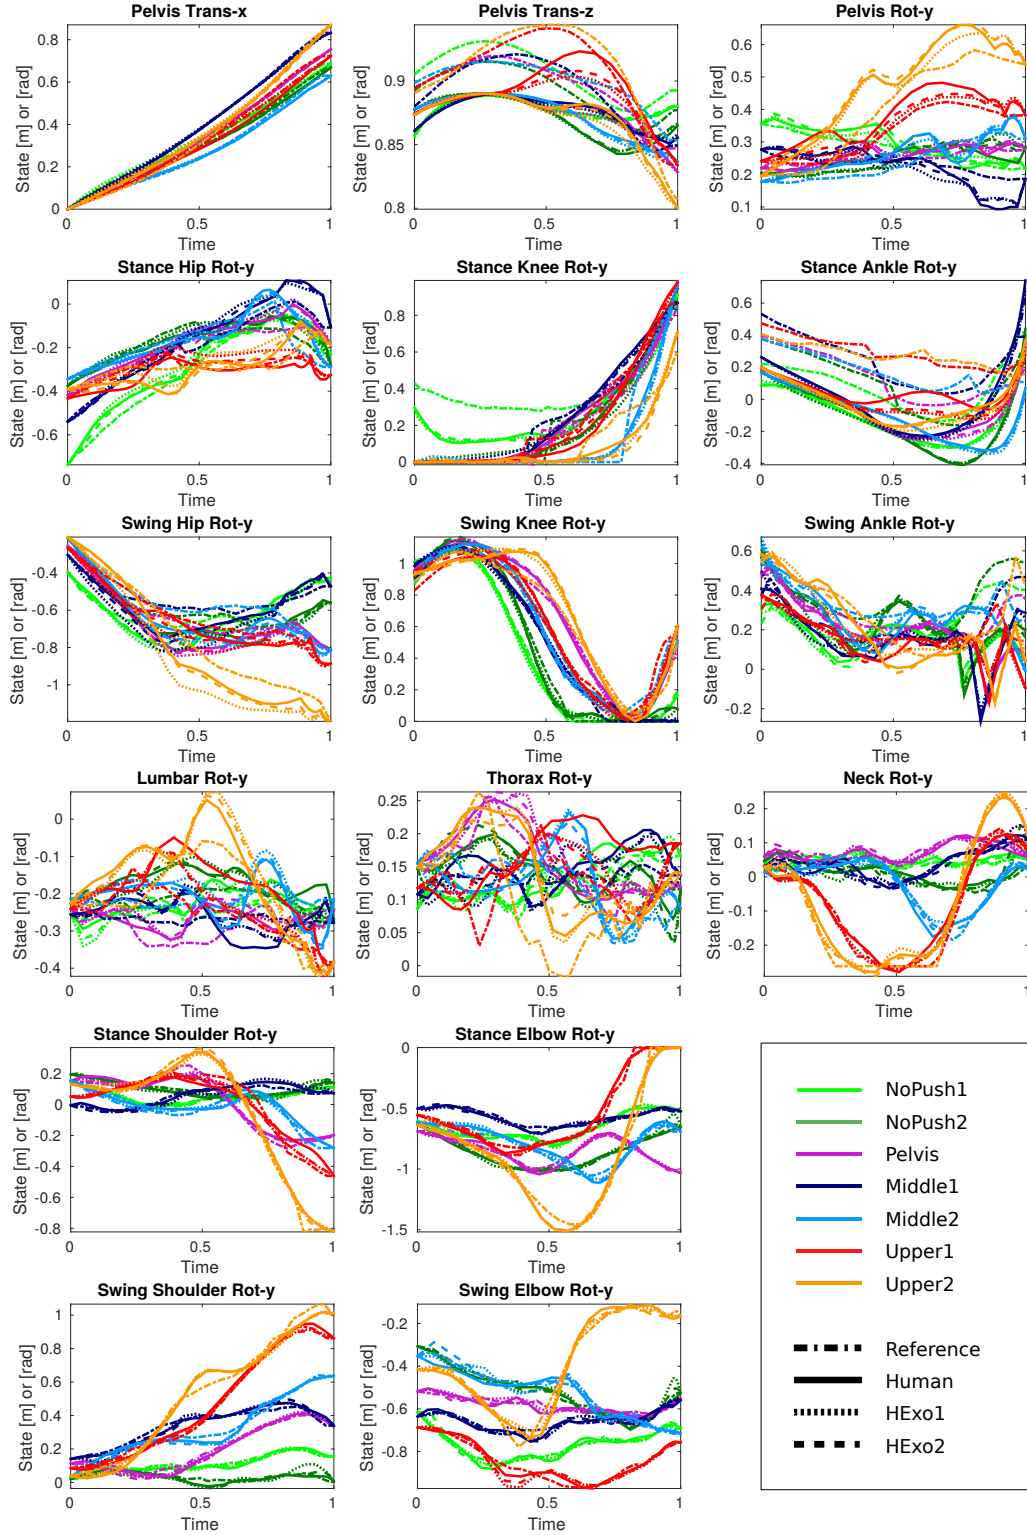 Pelvis Trans-x
Pelvis Trans-z
Pelvis Rot-y
State [m] or [rad]
0.8
0.6
0.4
0.2
0
0
0.5
1
Time
State [m] or [rad]
0.9
0.85
0.8
0
0.5
1
Time
State [m] or [rad]
0.6
0.5
0.4
0.3
0.2
0.1
0
0.5
1
Time
Stance Hip Rot-y
Stance Knee Rot-y
Stance Ankle Rot-y
State [m] or [rad]
0
-0.2
-0.4
-0.6
0
0.5
1
Time
State [m] or [rad]
0.8
0.6
0.4
0.2
0
0
0.5
1
Time
State [m] or [rad]
0.6
0.4
0.2
0
-0.2
-0.4
0
0.5
1
Time
Swing Hip Rot-y
Swing Knee Rot-y
Swing Ankle Rot-y
State [m] or [rad]
-0.4
-0.6
-0.8
-1
0
0.5
1
Time
State [m] or [rad]
1
0.8
0.6
0.4
0.2
0
0
0.5
1
Time
State [m] or [rad]
0.6
0.4
0.2
0
-0.2
0
0.5
1
Time
Lumbar Rot-y
Thorax Rot-y
Neck Rot-y
State [m] or [rad]
0
-0.1
-0.2
-0.3
-0.4
0
0.5
1
Time
State [m] or [rad]
0.25
0.2
0.15
0.1
0.05
0
0
0.5
1
Time
State [m] or [rad]
0.2
0.1
0
-0.1
-0.2
0
0.5
1
Time
Stance Shoulder Rot-y
Stance Elbow Rot-y
State [m] or [rad]
0.2
0
-0.2
-0.4
-0.6
-0.8
0
0.5
1
Time
State [m] or [rad]
0
-0.5
-1
-1.5
0
0.5
1
Time
NoPush1
NoPush2
Pelvis
Middle1
Middle2
Upper1
Upper2
Reference
Human
HExo1
HExo2
Swing Shoulder Rot-y
Swing Elbow Rot-y
State [m] or [rad]
1
0.8
0.6
0.4
0.2
0
0
0.5
1
Time
State [m] or [rad]
-0.2
-0.4
-0.6
-0.8
0
0.5
1
Time